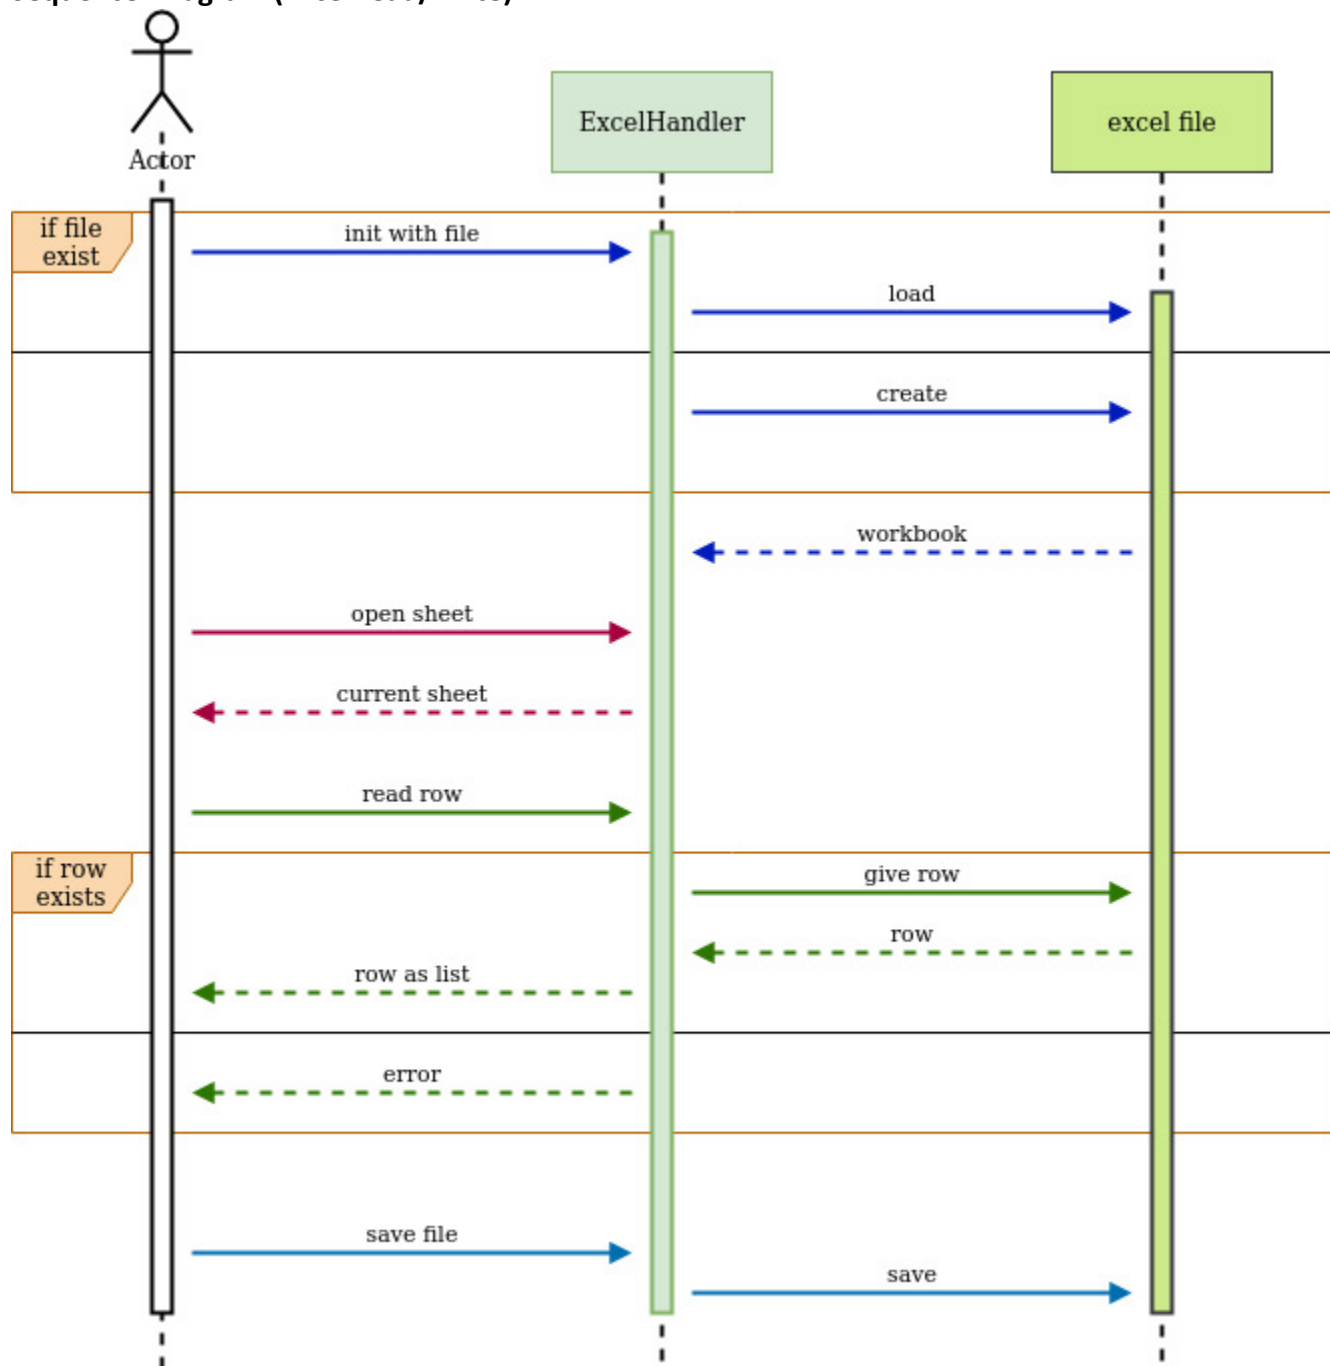 Actor
ExcelHandler
excel file
if file
exist
init with file
load
create
workbook
open sheet
current sheet
read row
if row
exists
give row
row
row as list
error
save file
save